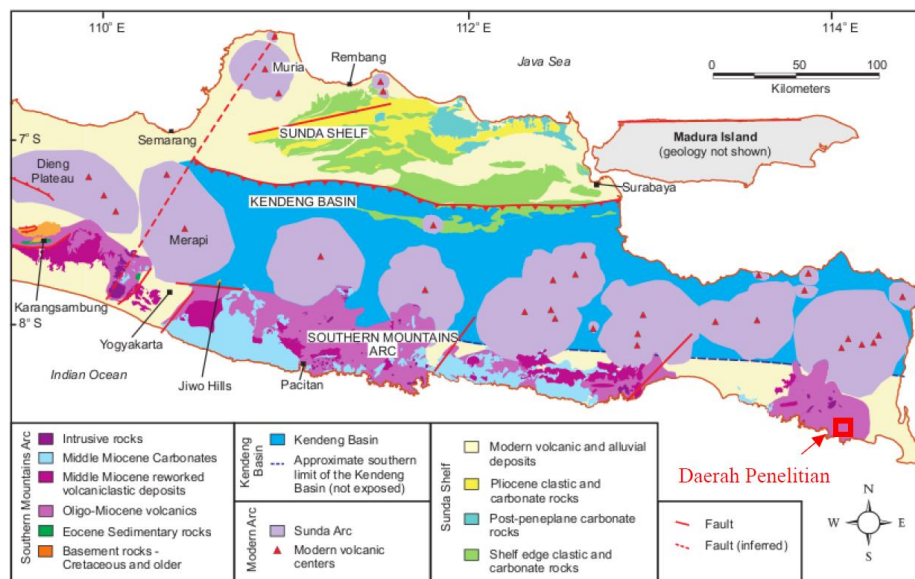 110° E
112° E
114° E
7° S
8° S
Muria
Rembang
Java Sea
0
50
100
Kilometers
Semarang
SUNDA SHELF
Madura Island
(geology not shown)
Dieng
Plateau
Surabaya
KENDENG BASIN
Merapi
Karangsambung
Yogyakarta
SOUTHERN MOUNTAINS
ARC
Indian Ocean
Jiwo Hills
Pacitan
Daerah Penelitian
Southern Mountains Arc
Intrusive rocks
Middle Miocene Carbonates
Middle Miocene reworked
volcaniclastic deposits
Oligo-Miocene volcanics
Eocene Sedimentary rocks
Basement rocks -
Cretaceous and older
Kendeng
Basin
Kendeng Basin
Approximate southern
limit of the Kendeng
Basin (not exposed)
Modern Arc
Sunda Arc
Modern volcanic
centers
Sunda Shelf
Modern volcanic and alluvial
deposits
Pliocene clastic and
carbonate rocks
Post-peneplane carbonate
rocks
Shelf edge clastic and
carbonate rocks
Fault
Fault (inferred)
N
W
E
S